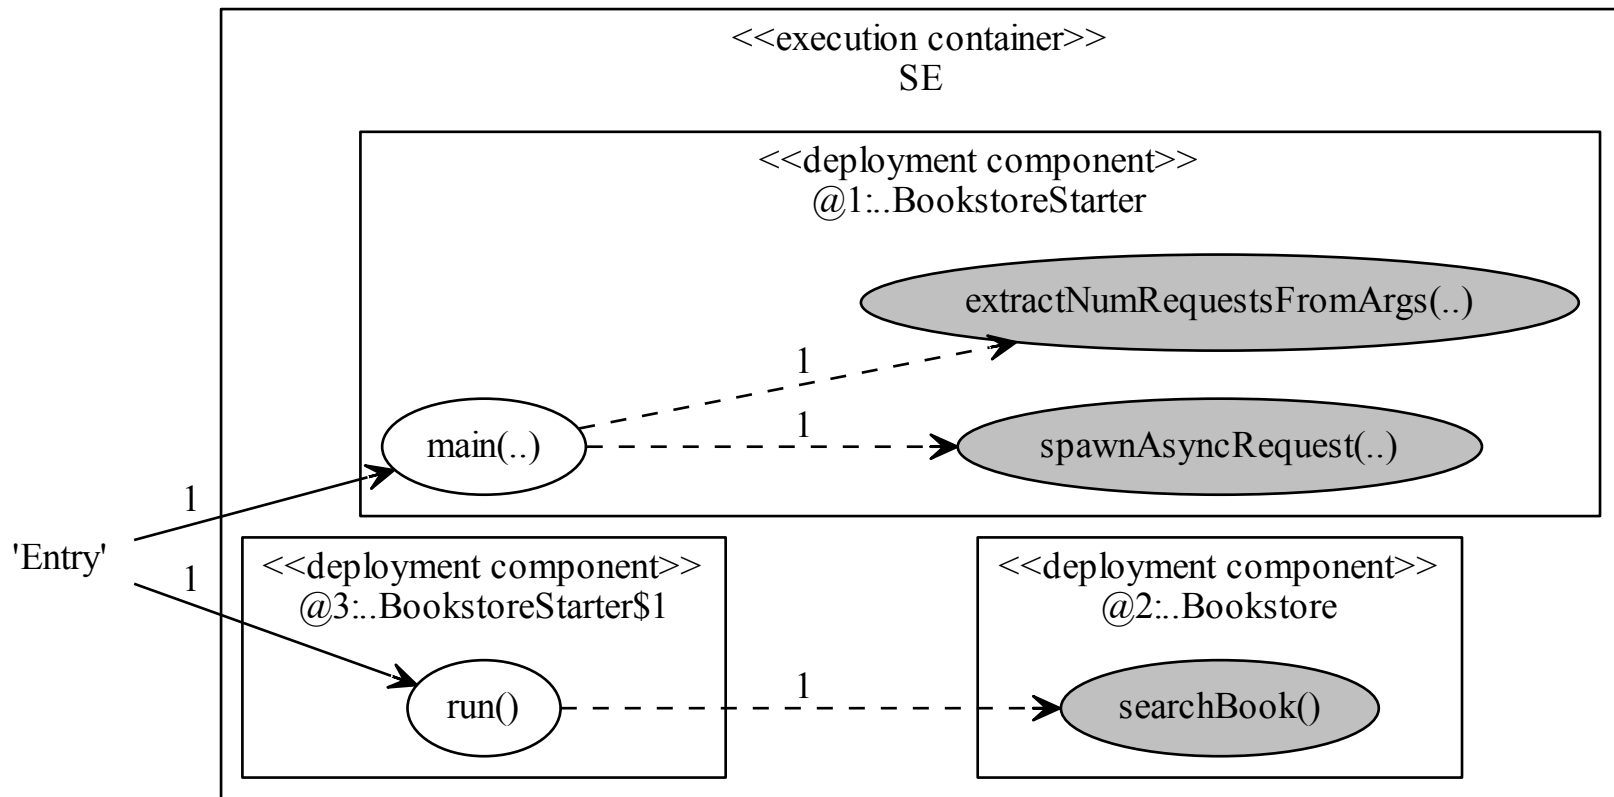 <<execution container>>
SE
<<deployment component>>
@1:..BookstoreStarter
extractNumRequestsFromArgs(..)
1
main(..)
1
spawnAsyncRequest(..)
1
'Entry'
1
<<deployment component>>
@3:..BookstoreStarter$1
run()
1
<<deployment component>>
@2:..Bookstore
searchBook()